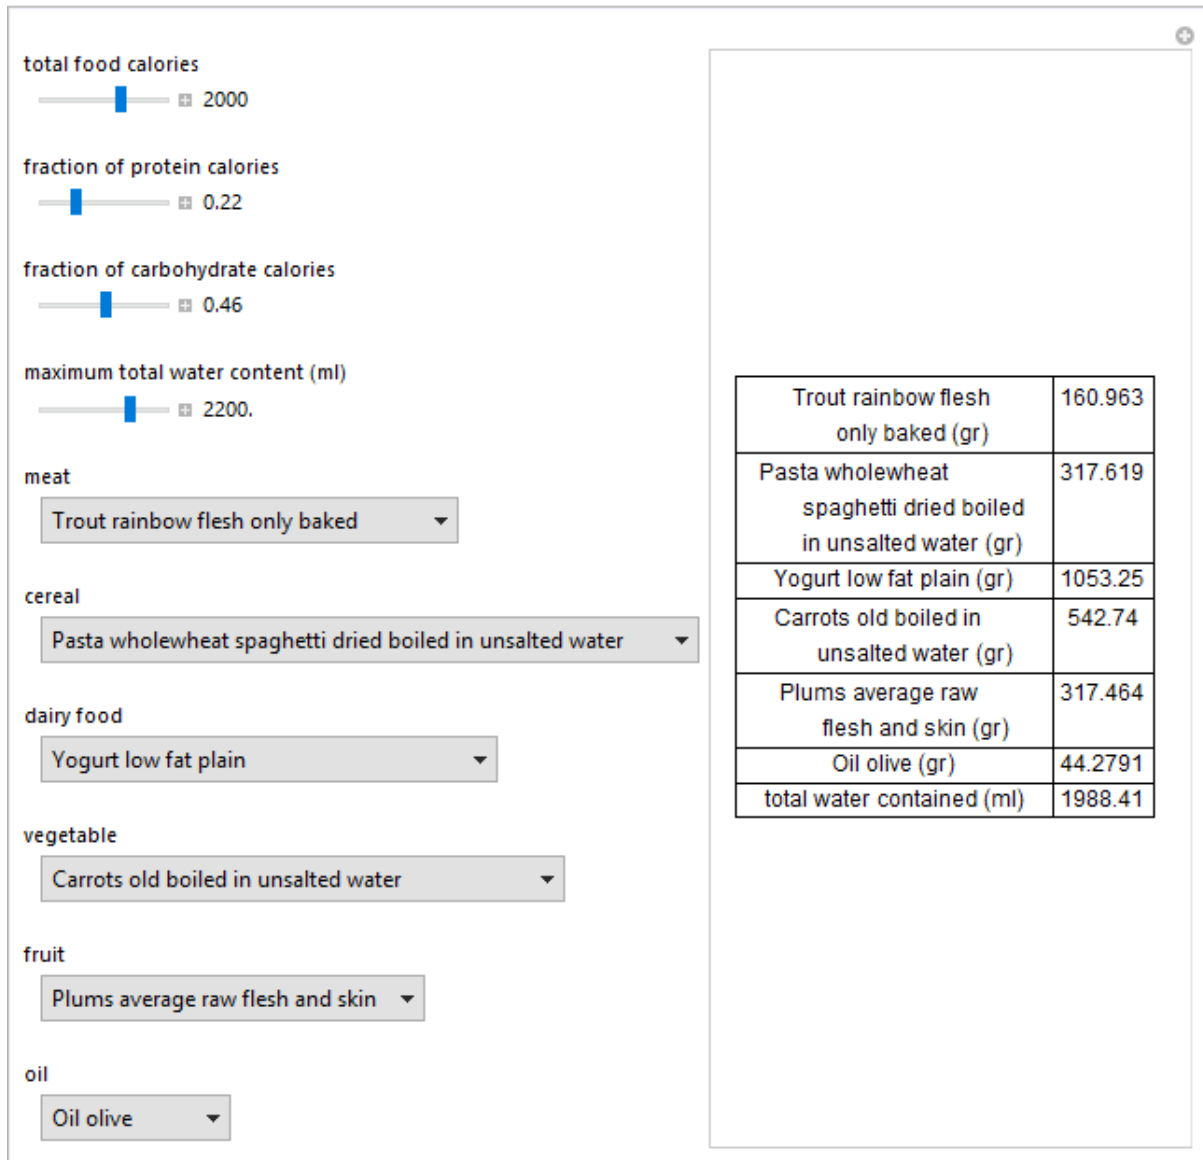 total food calories
2000
fraction of protein calories
0.22
fraction of carbohydrate calories
0.46
maximum total water content (ml)
2200.
meat
Trout rainbow flesh only baked
cereal
Pasta wholewheat spaghetti dried boiled in unsalted water
dairy food
Yogurt low fat plain
vegetable
Carrots old boiled in unsalted water
fruit
Plums average raw flesh and skin
oil
Oil olive
Trout rainbow flesh 160.963
only baked (gr)
Pasta wholewheat 317.619
spaghetti dried boiled
in unsalted water (gr)
Yogurt low fat plain (gr) 1053.25
Carrots old boiled in 542.74
unsalted water (gr)
Plums average raw 317.464
flesh and skin (gr)
Oil olive (gr) 44.2791
total water contained (ml) 1988.41